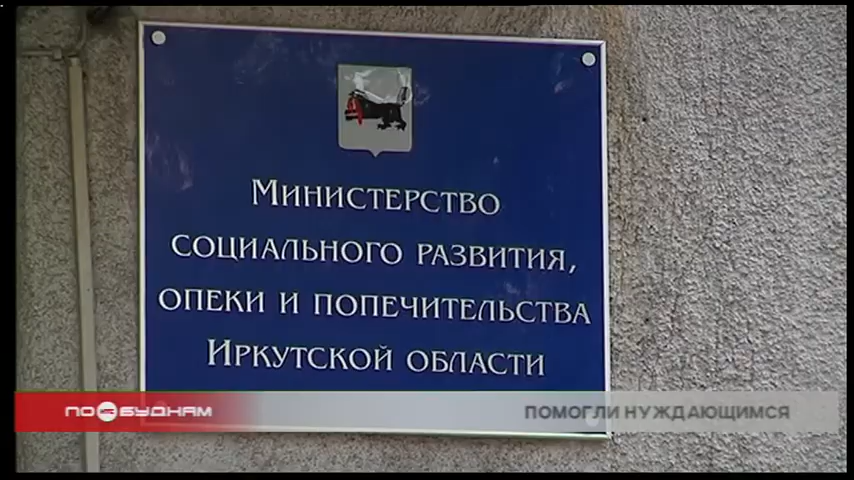 Министерство
социального развития,
опеки и попечительства
Иркутской области
ПО БУДНЯМ
ПОМОГЛИ НУЖДАЮЩИМСЯ